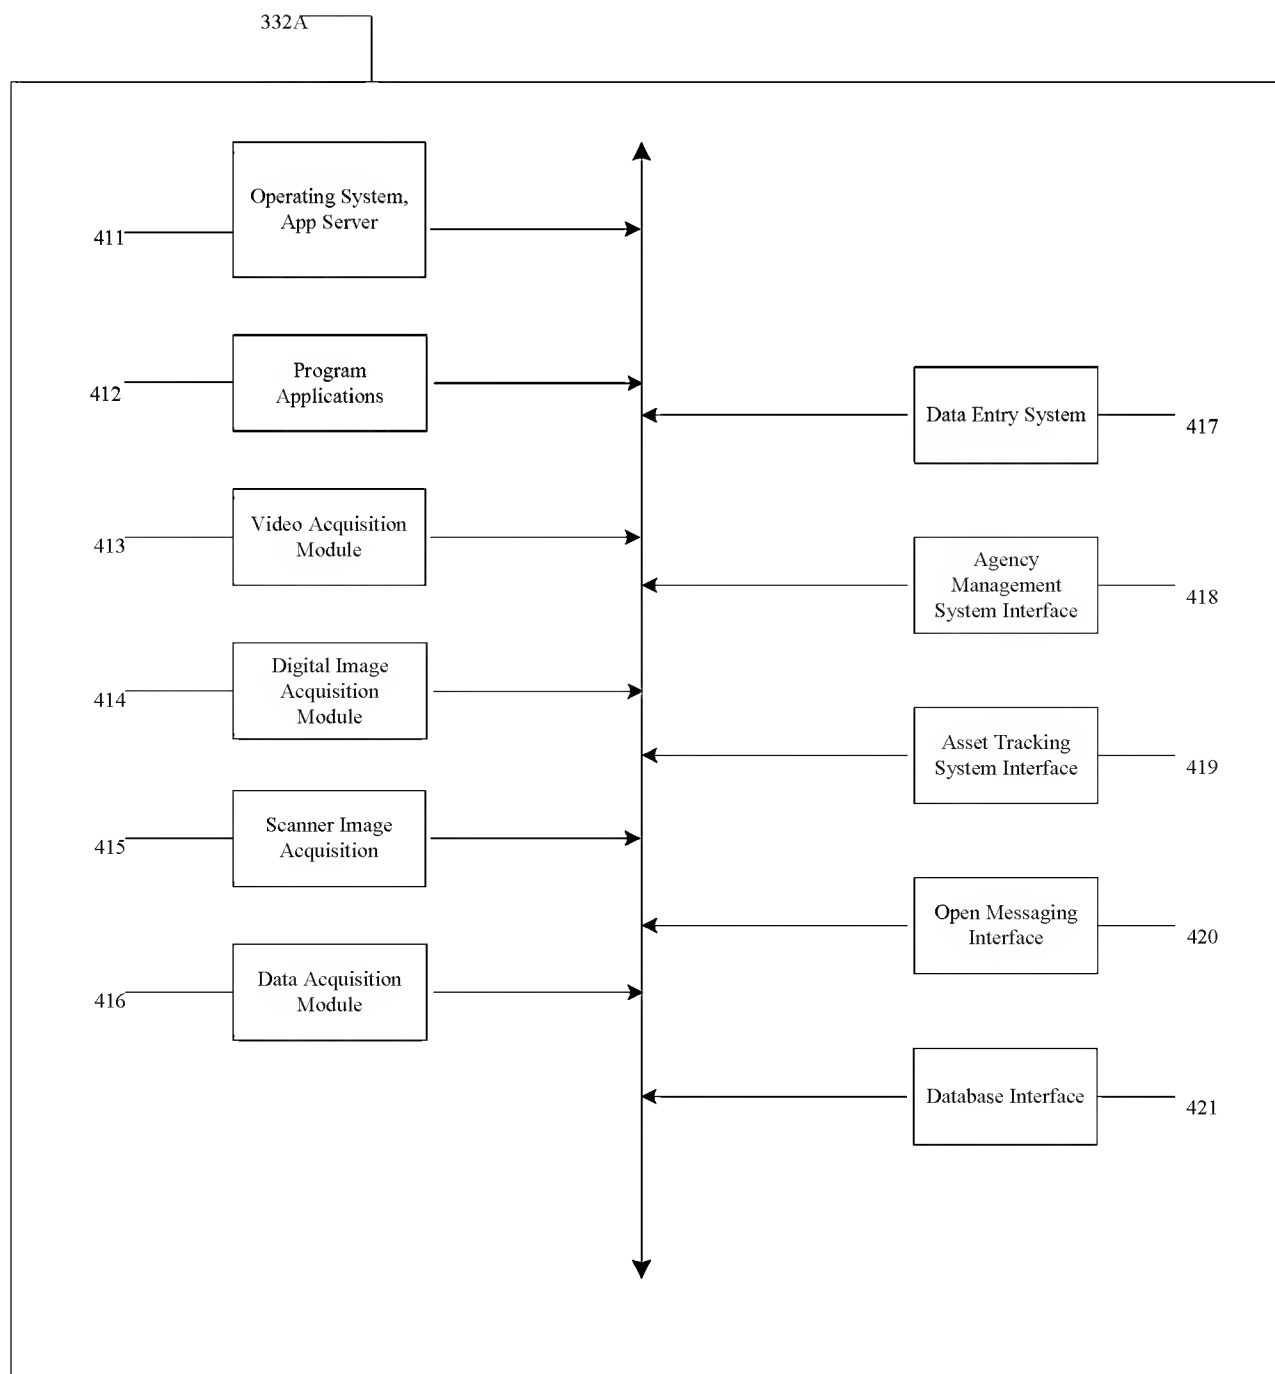 332A
Operating System,
App Server
411
Program
Applications
412
Data Entry System
417
Video Acquisition
Module
413
Agency
Management
System Interface
418
Digital Image
Acquisition
Module
414
Asset Tracking
System Interface
419
Scanner Image
Acquisition
415
Open Messaging
Interface
420
Data Acquisition
Module
416
Database Interface
421